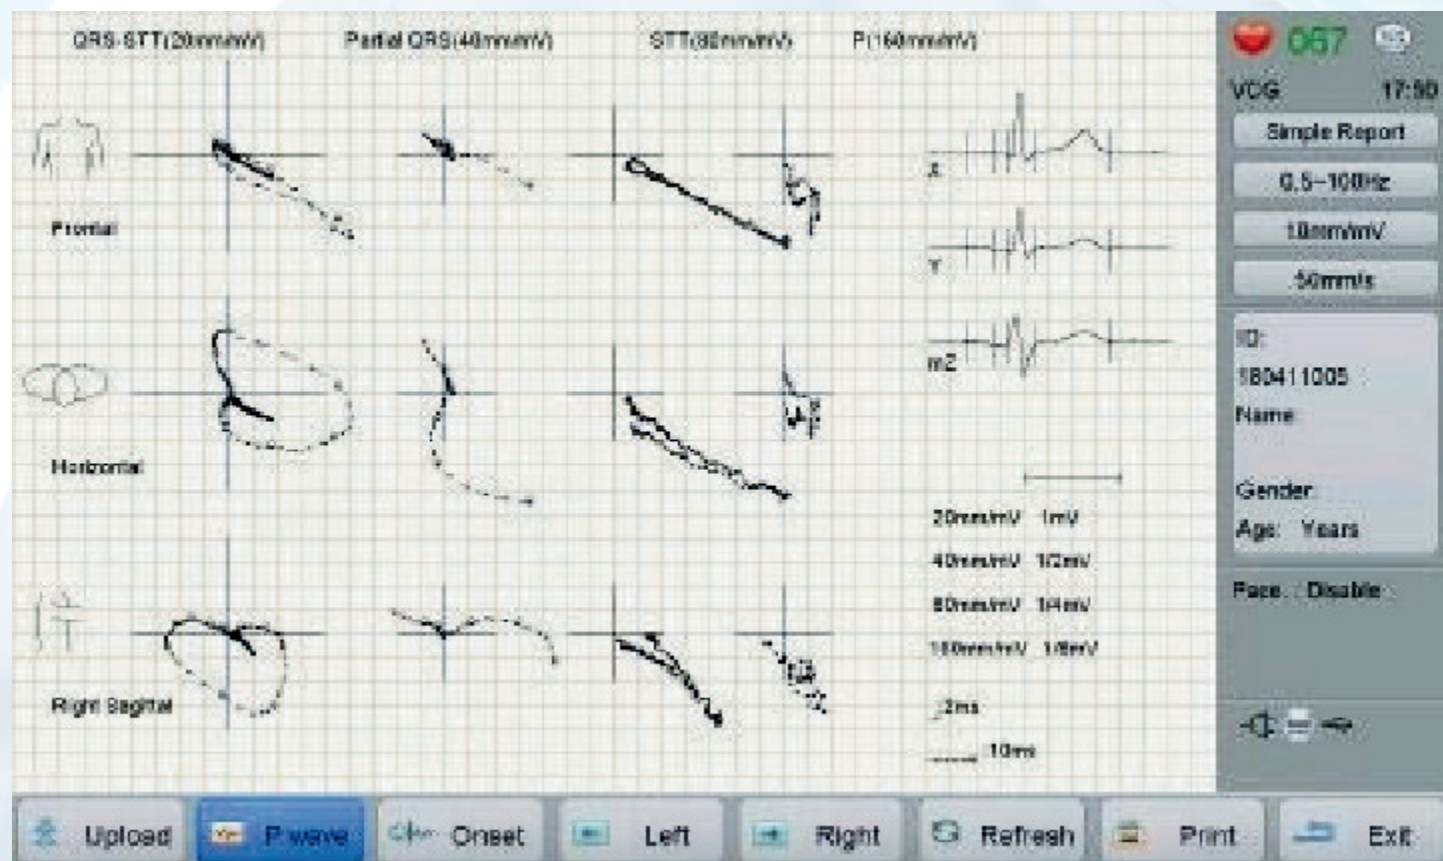 QRS-STT(20mm/mV) Partial QRS(40mm/mV) STT(80mm/mV) P(160mm/mV)
067
VCG 17:50
Simple Report
0.5~100Hz
10mm/mV
50mm/s
X
Frontal
Y
mZ
ID:
180411005
Name:
Gender:
Age: Years
Horizontal
20mm/mV 1mV
40mm/mV 1/2mV
80mm/mV 1/4mV
160mm/mV 1/8mV
Pace.: Disable
Right Sagittal
2ms
10ms
Upload P wave Onset Left Right Refresh Print Exit